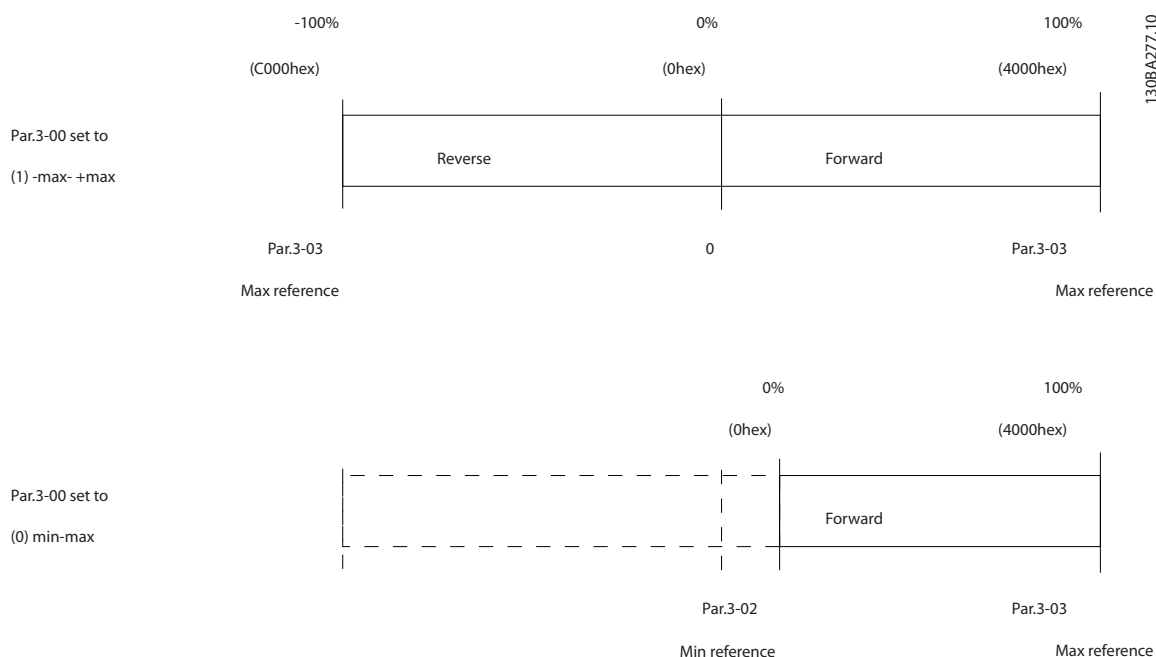 -100% 0% 100%
(C000hex) (0hex) (4000hex)
130BA277.10
Par.3-00 set to
(1) -max- +max
Reverse Forward
Par.3-03 0 Par.3-03
Max reference Max reference
0% 100%
(0hex) (4000hex)
Par.3-00 set to
(0) min-max
Forward
Par.3-02 Par.3-03
Min reference Max reference